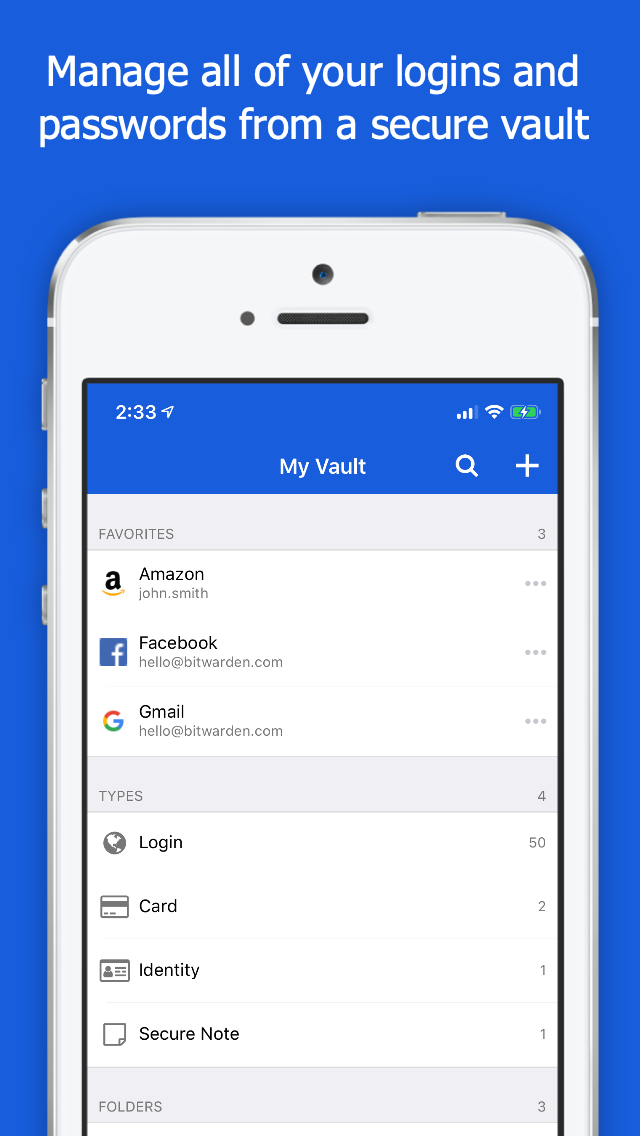 Manage all of your logins and
passwords from a secure vault
2:33
My Vault
FAVORITES 3
Amazon
john.smith
Facebook
hello@bitwarden.com
Gmail
hello@bitwarden.com
TYPES 4
Login 50
Card 2
Identity 1
Secure Note 1
FOLDERS 3